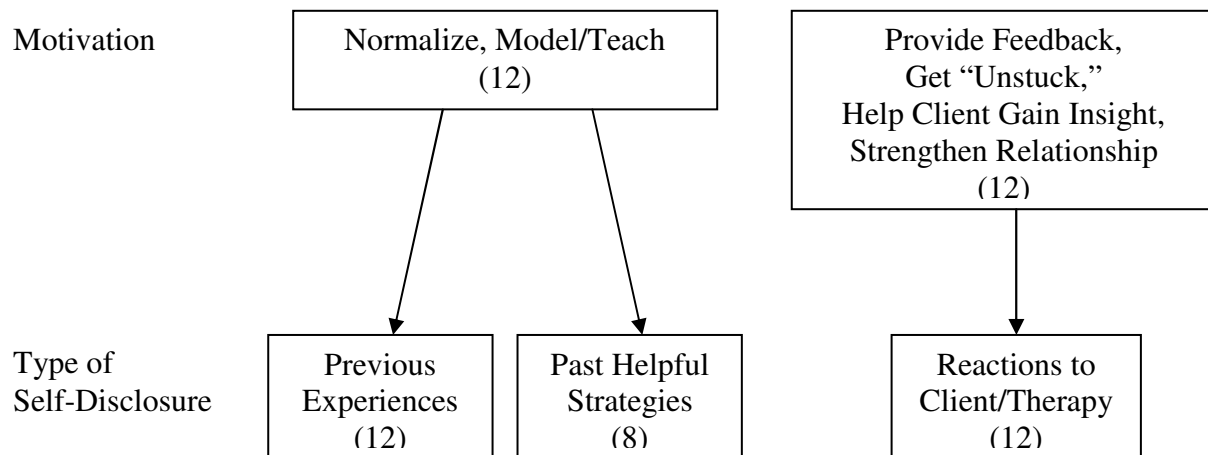 Motivation
Normalize, Model/Teach
(12)
Provide Feedback,
Get “Unstuck,”
Help Client Gain Insight,
Strengthen Relationship
(12)
Type of
Self-Disclosure
Previous
Experiences
(12)
Past Helpful
Strategies
(8)
Reactions to
Client/Therapy
(12)